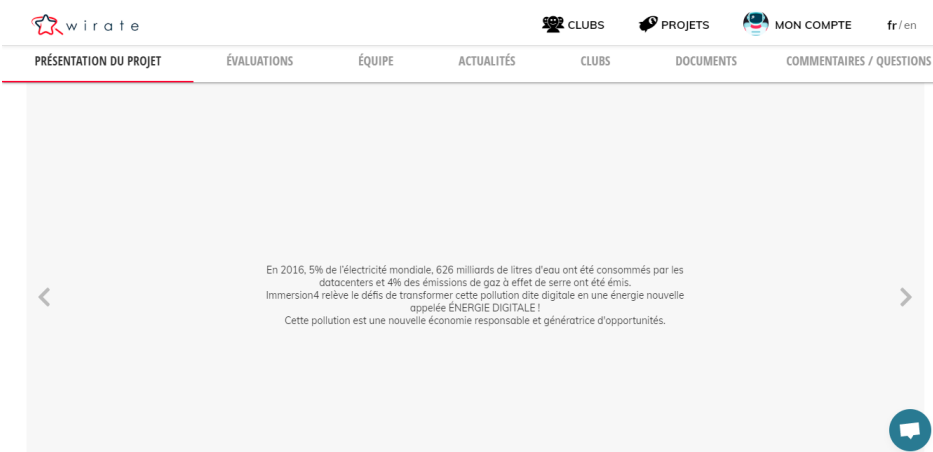 wirate
CLUBS
PROJETS
MON COMPTE
fr / en
PRÉSENTATION DU PROJET
ÉVALUATIONS
ÉQUIPE
ACTUALITÉS
CLUBS
DOCUMENTS
COMMENTAIRES / QUESTIONS
En 2016, 5% de l'électricité mondiale, 626 milliards de litres d'eau ont été consommés par les
datacenters et 4% des émissions de gaz à effet de serre ont été émis.
Immersion4 relève le défis de transformer cette pollution dite digitale en une énergie nouvelle
appelée ÉNERGIE DIGITALE !
Cette pollution est une nouvelle économie responsable et génératrice d'opportunités.